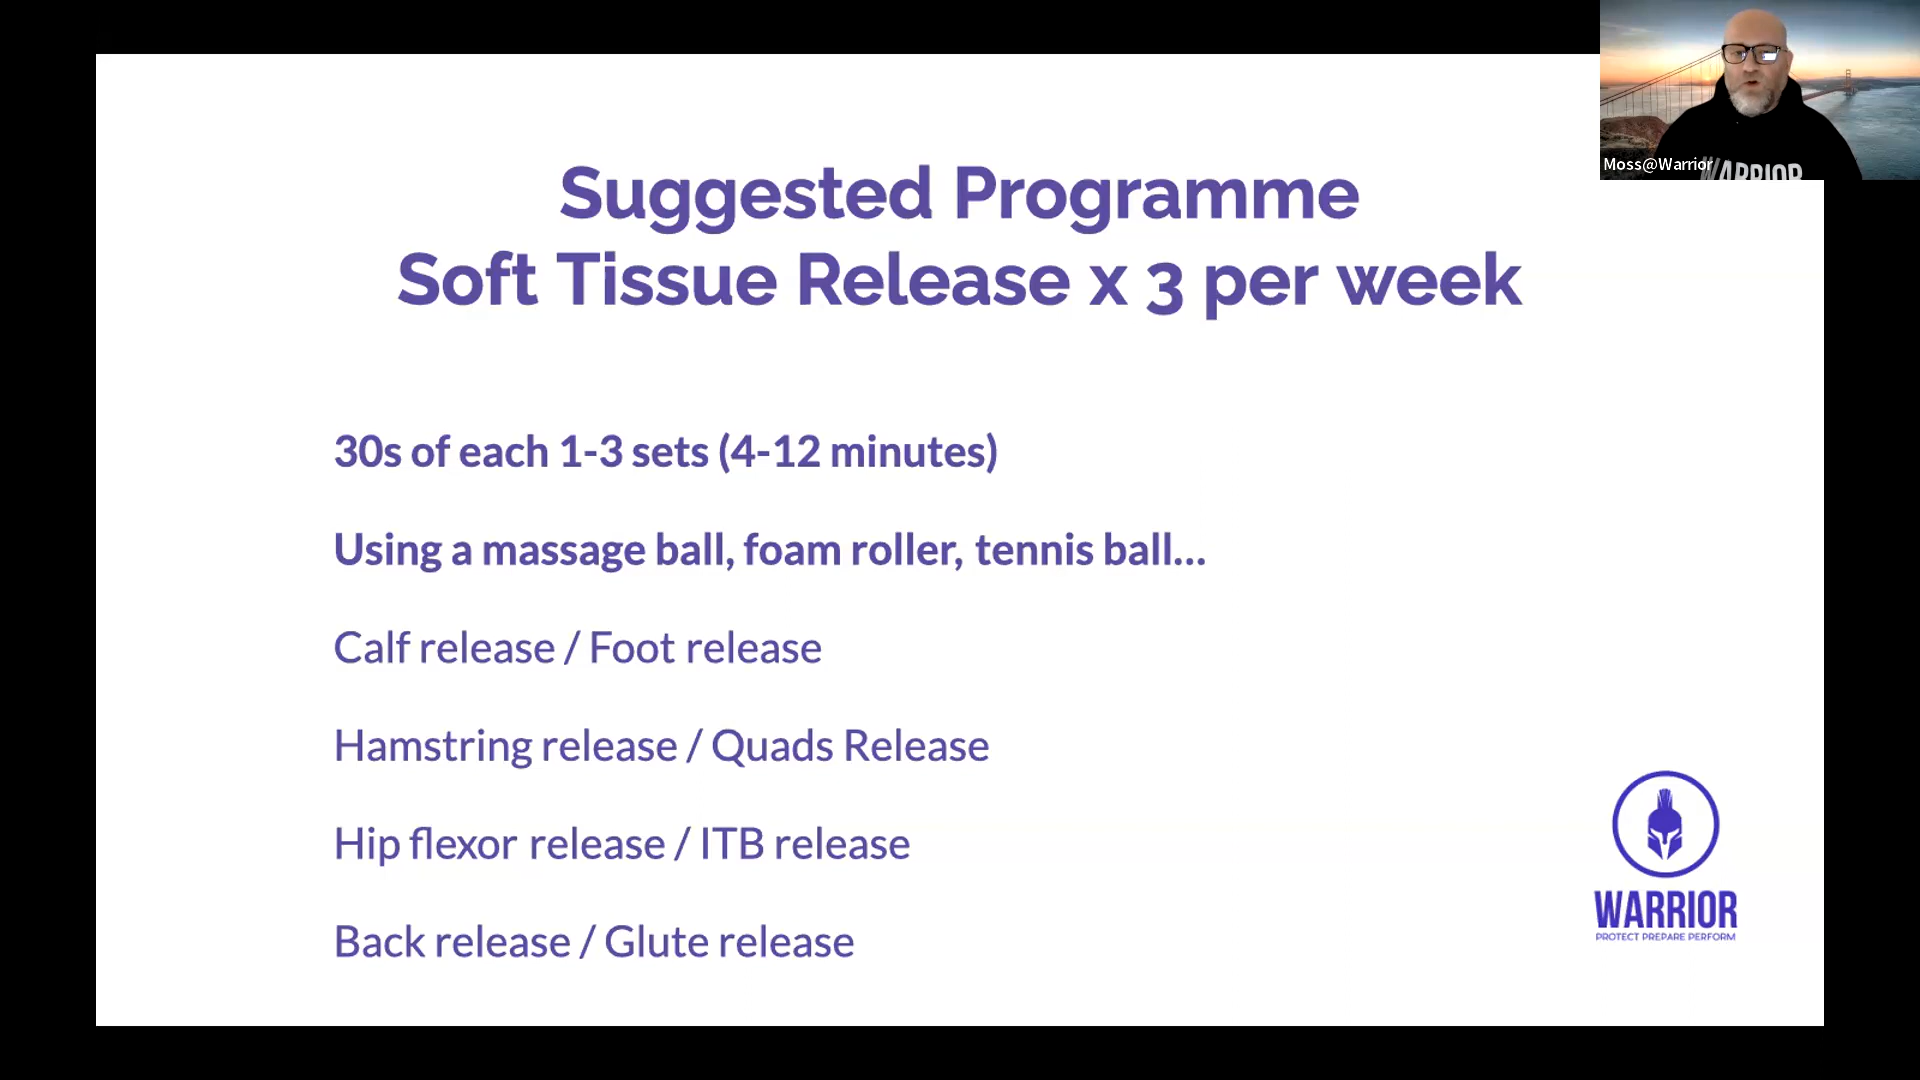 Suggested Programme
Soft Tissue Release x 3 per week
30s of each 1-3 sets (4-12 minutes)
Using a massage ball, foam roller, tennis ball...
Calf release / Foot release
Hamstring release / Quads Release
Hip flexor release / ITB release
Back release / Glute release
WARRIOR
PROTECT PREPARE PERFORM
Moss@Warrior
WARRIOR